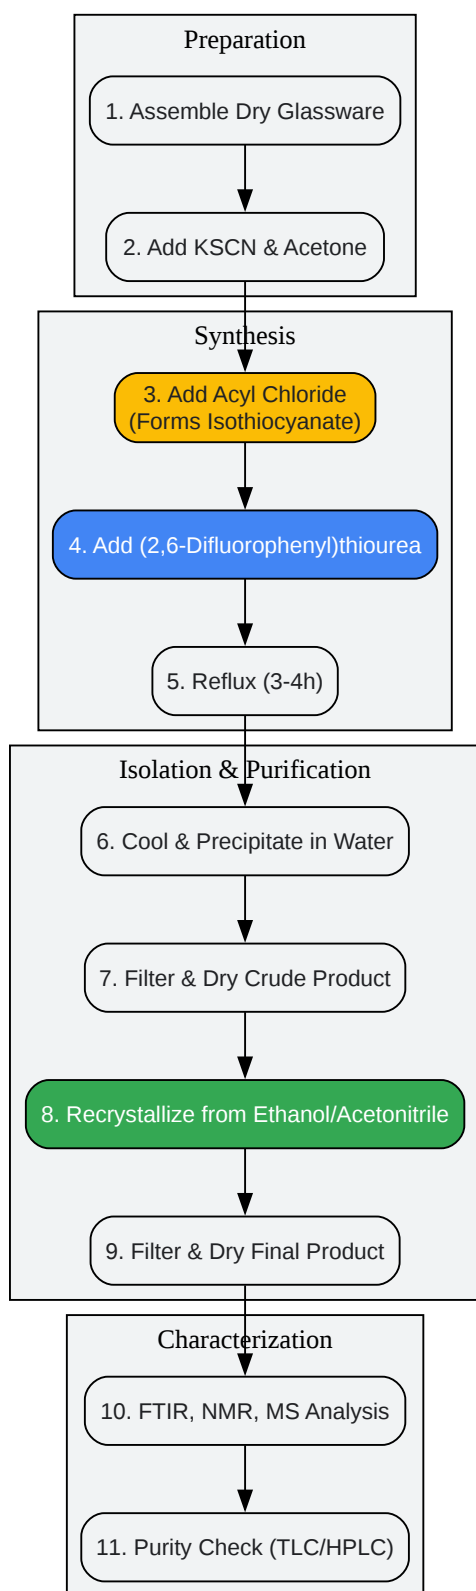 Preparation
1. Assemble Dry Glassware
2. Add KSCN & Acetone
Synthesis
3. Add Acyl Chloride
(Forms Isothiocyanate)
4. Add (2,6-Difluorophenyl)thiourea
5. Reflux (3-4h)
Isolation & Purification
6. Cool & Precipitate in Water
7. Filter & Dry Crude Product
8. Recrystallize from Ethanol/Acetonitrile
9. Filter & Dry Final Product
Characterization
10. FTIR, NMR, MS Analysis
11. Purity Check (TLC/HPLC)